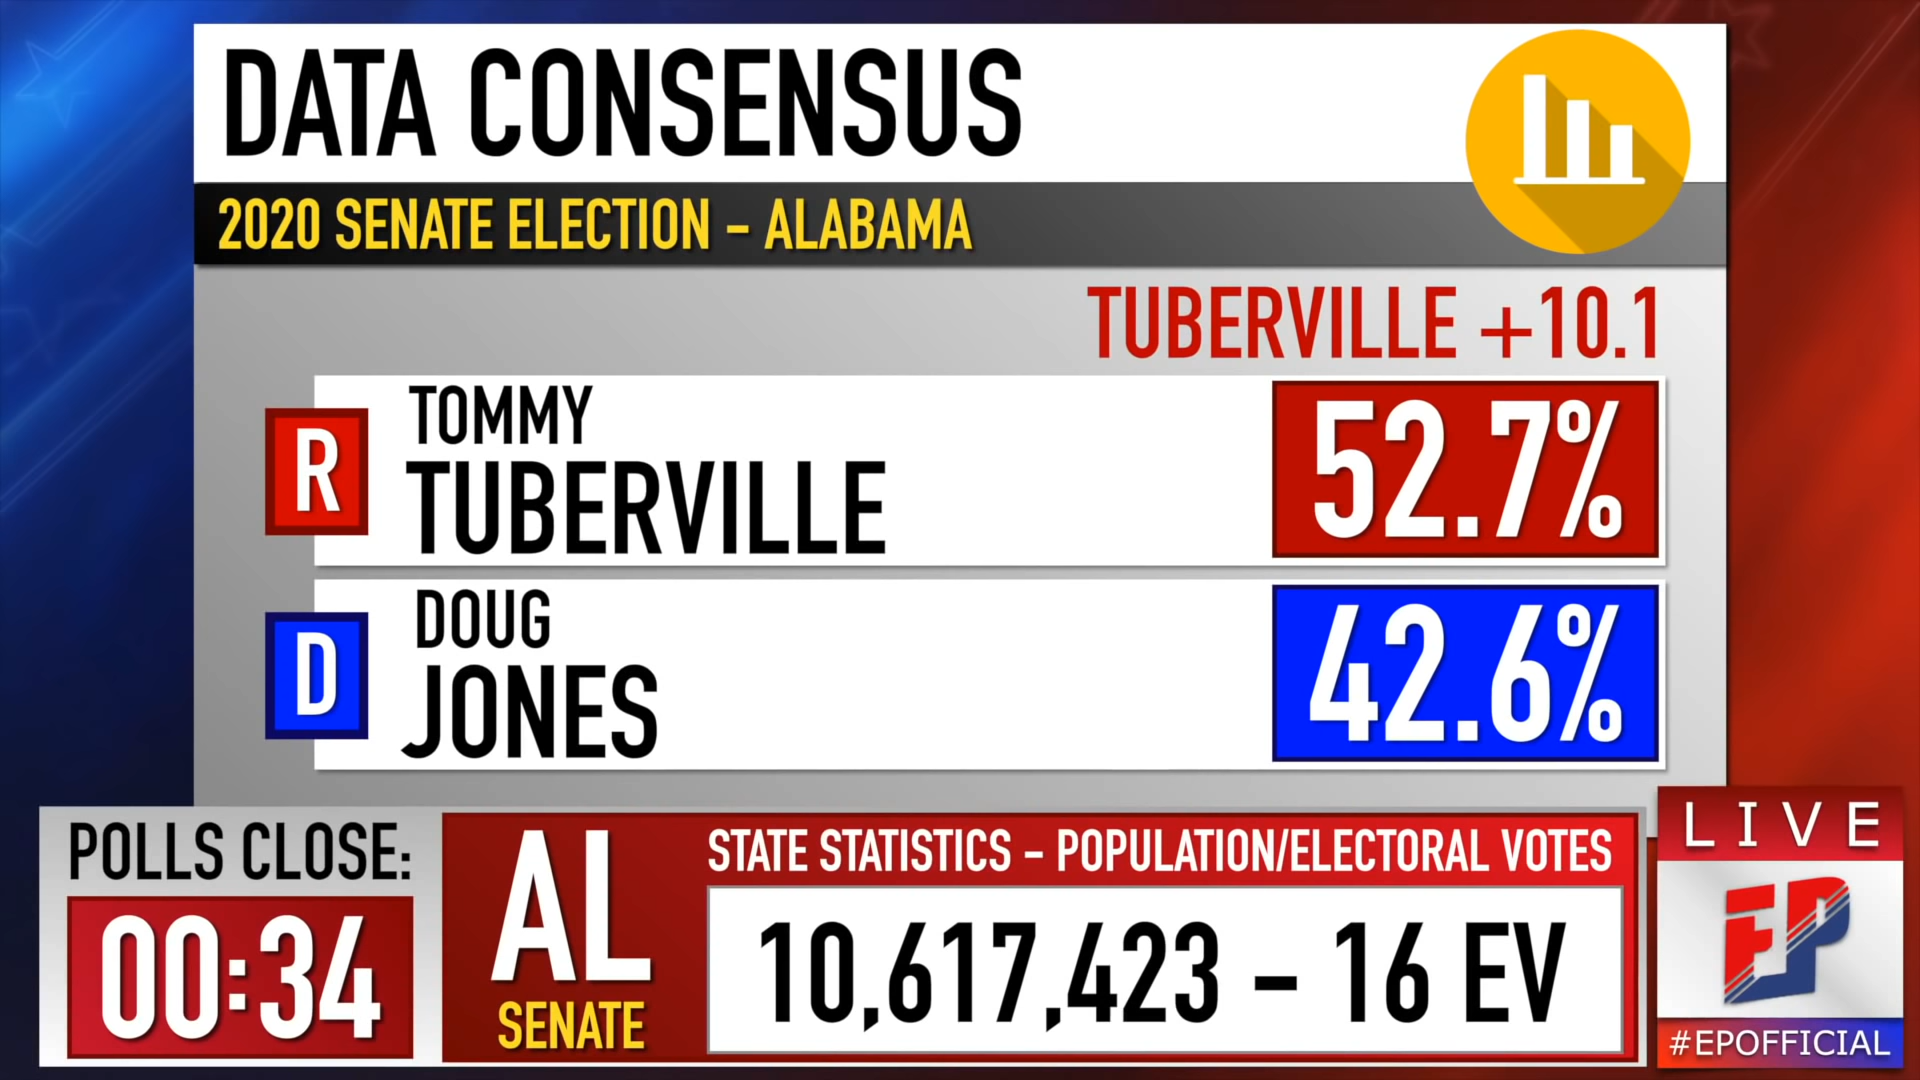 DATA CONSENSUS
2020 SENATE ELECTION - ALABAMA
TUBERVILLE +10.1
R
TOMMY
TUBERVILLE
52.7%
D
DOUG
JONES
42.6%
POLLS CLOSE:
00:34
AL
SENATE
STATE STATISTICS - POPULATION/ELECTORAL VOTES
10,617,423 - 16 EV
LIVE
EP
#EPOFFICIAL